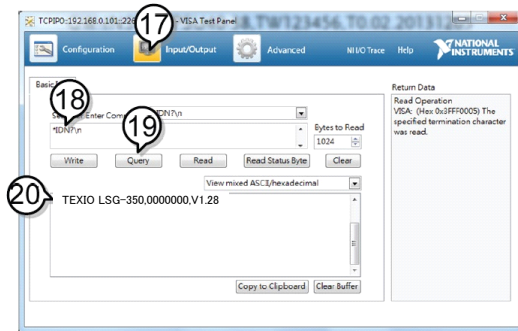 TCPIP0::192.168.0.101::226 - VISA Test Panel
17
Configuration
Input/Output
Advanced
NI I/O Trace
Help
NATIONAL INSTRUMENTS
Basic
18
Enter Com *IDN?\n
*IDN?\n
Bytes to Read
1024
19
Write
Query
Read
Read Status Byte
Clear
View mixed ASCII/hexadecimal
20
TEXIO LSG-350,0000000,V1.28
Copy to Clipboard
Clear Buffer
Return Data
Read Operation
VISA: (Hex 0x3FFF0005) The
specified termination character
was read.